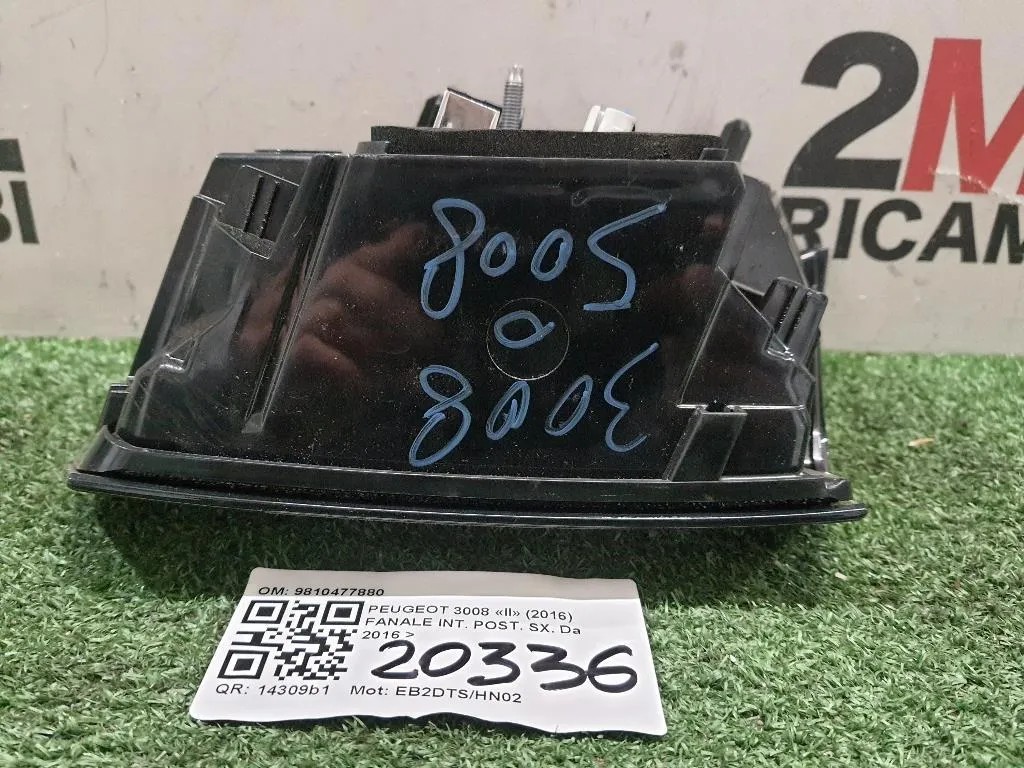 2M
RICAM
BI
3008
o
5008
OM: 9810477880
PEUGEOT 3008 «II» (2016)
FANALE INT. POST. SX. Da
2016 >
20336
QR: 14309b1 Mot: EB2DTS/HN02